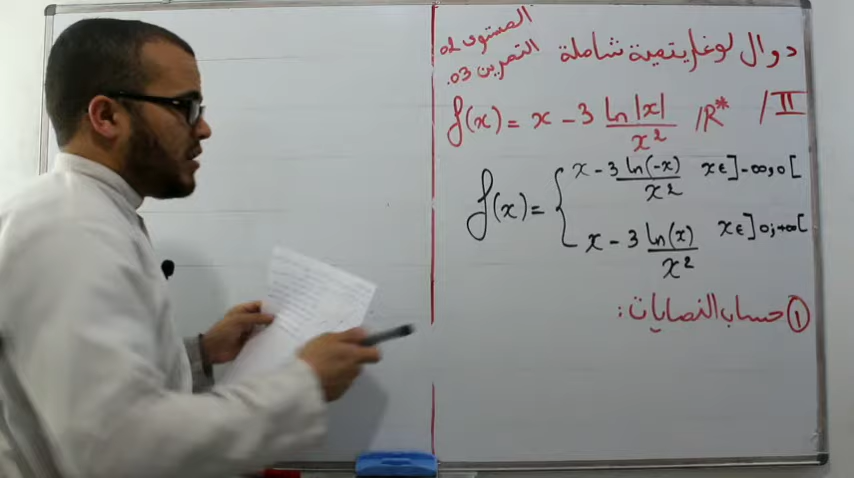 دوال لوغاريتمية شاملة
المستوى 02
التمرين 03.
II/
f(x) = x - 3 ln|x| / x² /R*
f(x) = { x - 3 ln(-x) / x² x∈]-∞,0[
x - 3 ln(x) / x² x∈]0;+∞[
① حساب النهايات :